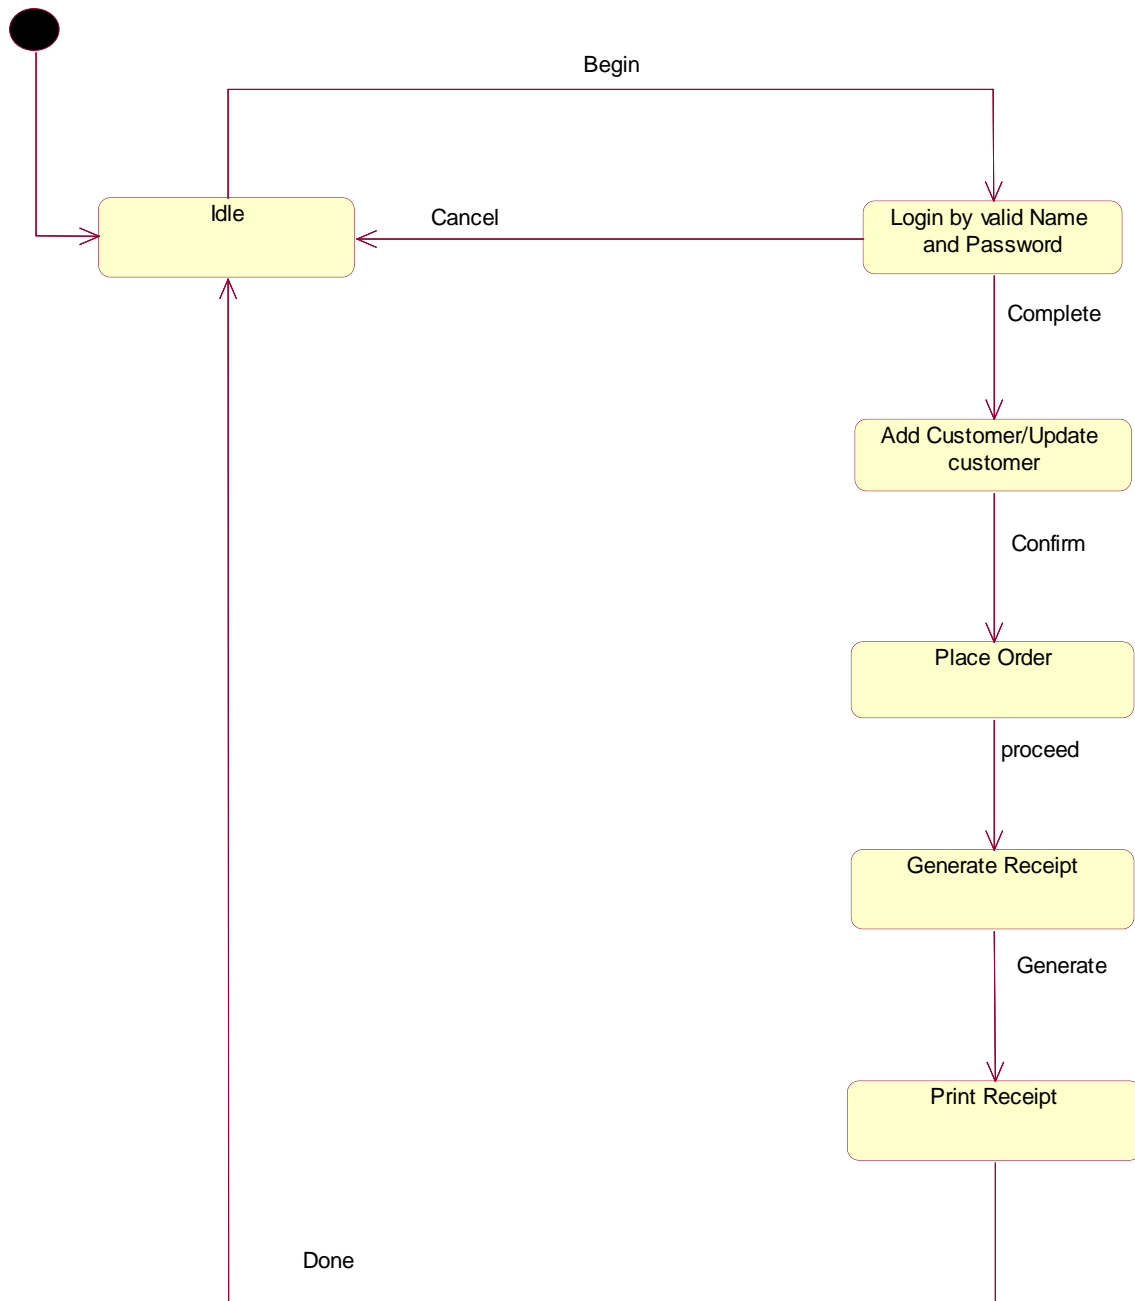 Begin
Idle
Cancel
Login by valid Name
and Password
Complete
Add Customer/Update
customer
Confirm
Place Order
proceed
Generate Receipt
Generate
Print Receipt
Done